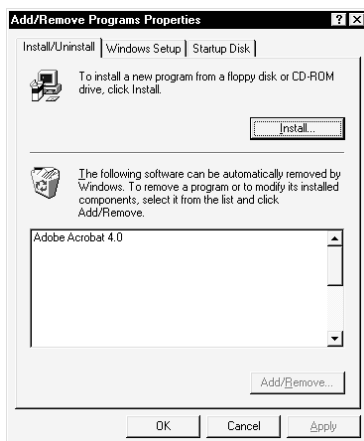 Add/Remove Programs Properties
Install/Uninstall Windows Setup Startup Disk
To install a new program from a floppy disk or CD-ROM
drive, click Install.
Install...
The following software can be automatically removed by
Windows. To remove a program or to modify its installed
components, select it from the list and click
Add/Remove.
Adobe Acrobat 4.0
Add/Remove...
OK Cancel Apply